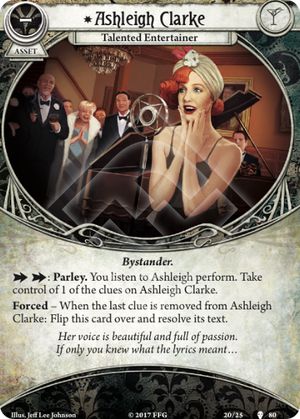 Ashleigh Clarke
Talented Entertainer
ASSET
Bystander.
: Parley. You listen to Ashleigh perform. Take
control of 1 of the clues on Ashleigh Clarke.
Forced – When the last clue is removed from Ashleigh
Clarke: Flip this card over and resolve its text.
Her voice is beautiful and full of passion.
If only you knew what the lyrics meant…
Illus. Jeff Lee Johnson
© 2017 FFG
20/25
80